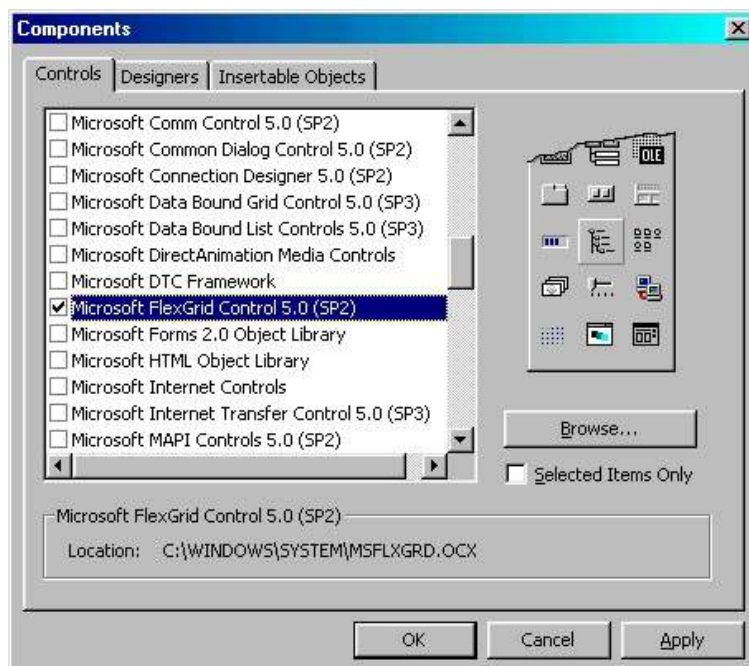 Components
Controls
Designers
Insertable Objects
Microsoft Comm Control 5.0 (SP2)
Microsoft Common Dialog Control 5.0 (SP2)
Microsoft Connection Designer 5.0 (SP2)
Microsoft Data Bound Grid Control 5.0 (SP3)
Microsoft Data Bound List Controls 5.0 (SP3)
Microsoft DirectAnimation Media Controls
Microsoft DTC Framework
Microsoft FlexGrid Control 5.0 (SP2)
Microsoft Forms 2.0 Object Library
Microsoft HTML Object Library
Microsoft Internet Controls
Microsoft Internet Transfer Control 5.0 (SP3)
Microsoft MAPI Controls 5.0 (SP2)
OLE
Browse...
Selected Items Only
Microsoft FlexGrid Control 5.0 (SP2)
Location: C:\WINDOWS\SYSTEM\MSFLXGRD.OCX
OK
Cancel
Apply